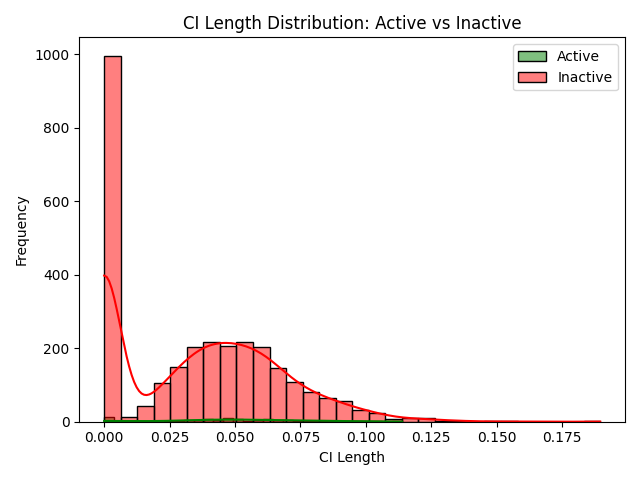 CI Length Distribution: Active vs Inactive
Active
Inactive
Frequency
1000
800
600
400
200
0
0.000 0.025 0.050 0.075 0.100 0.125 0.150 0.175
CI Length